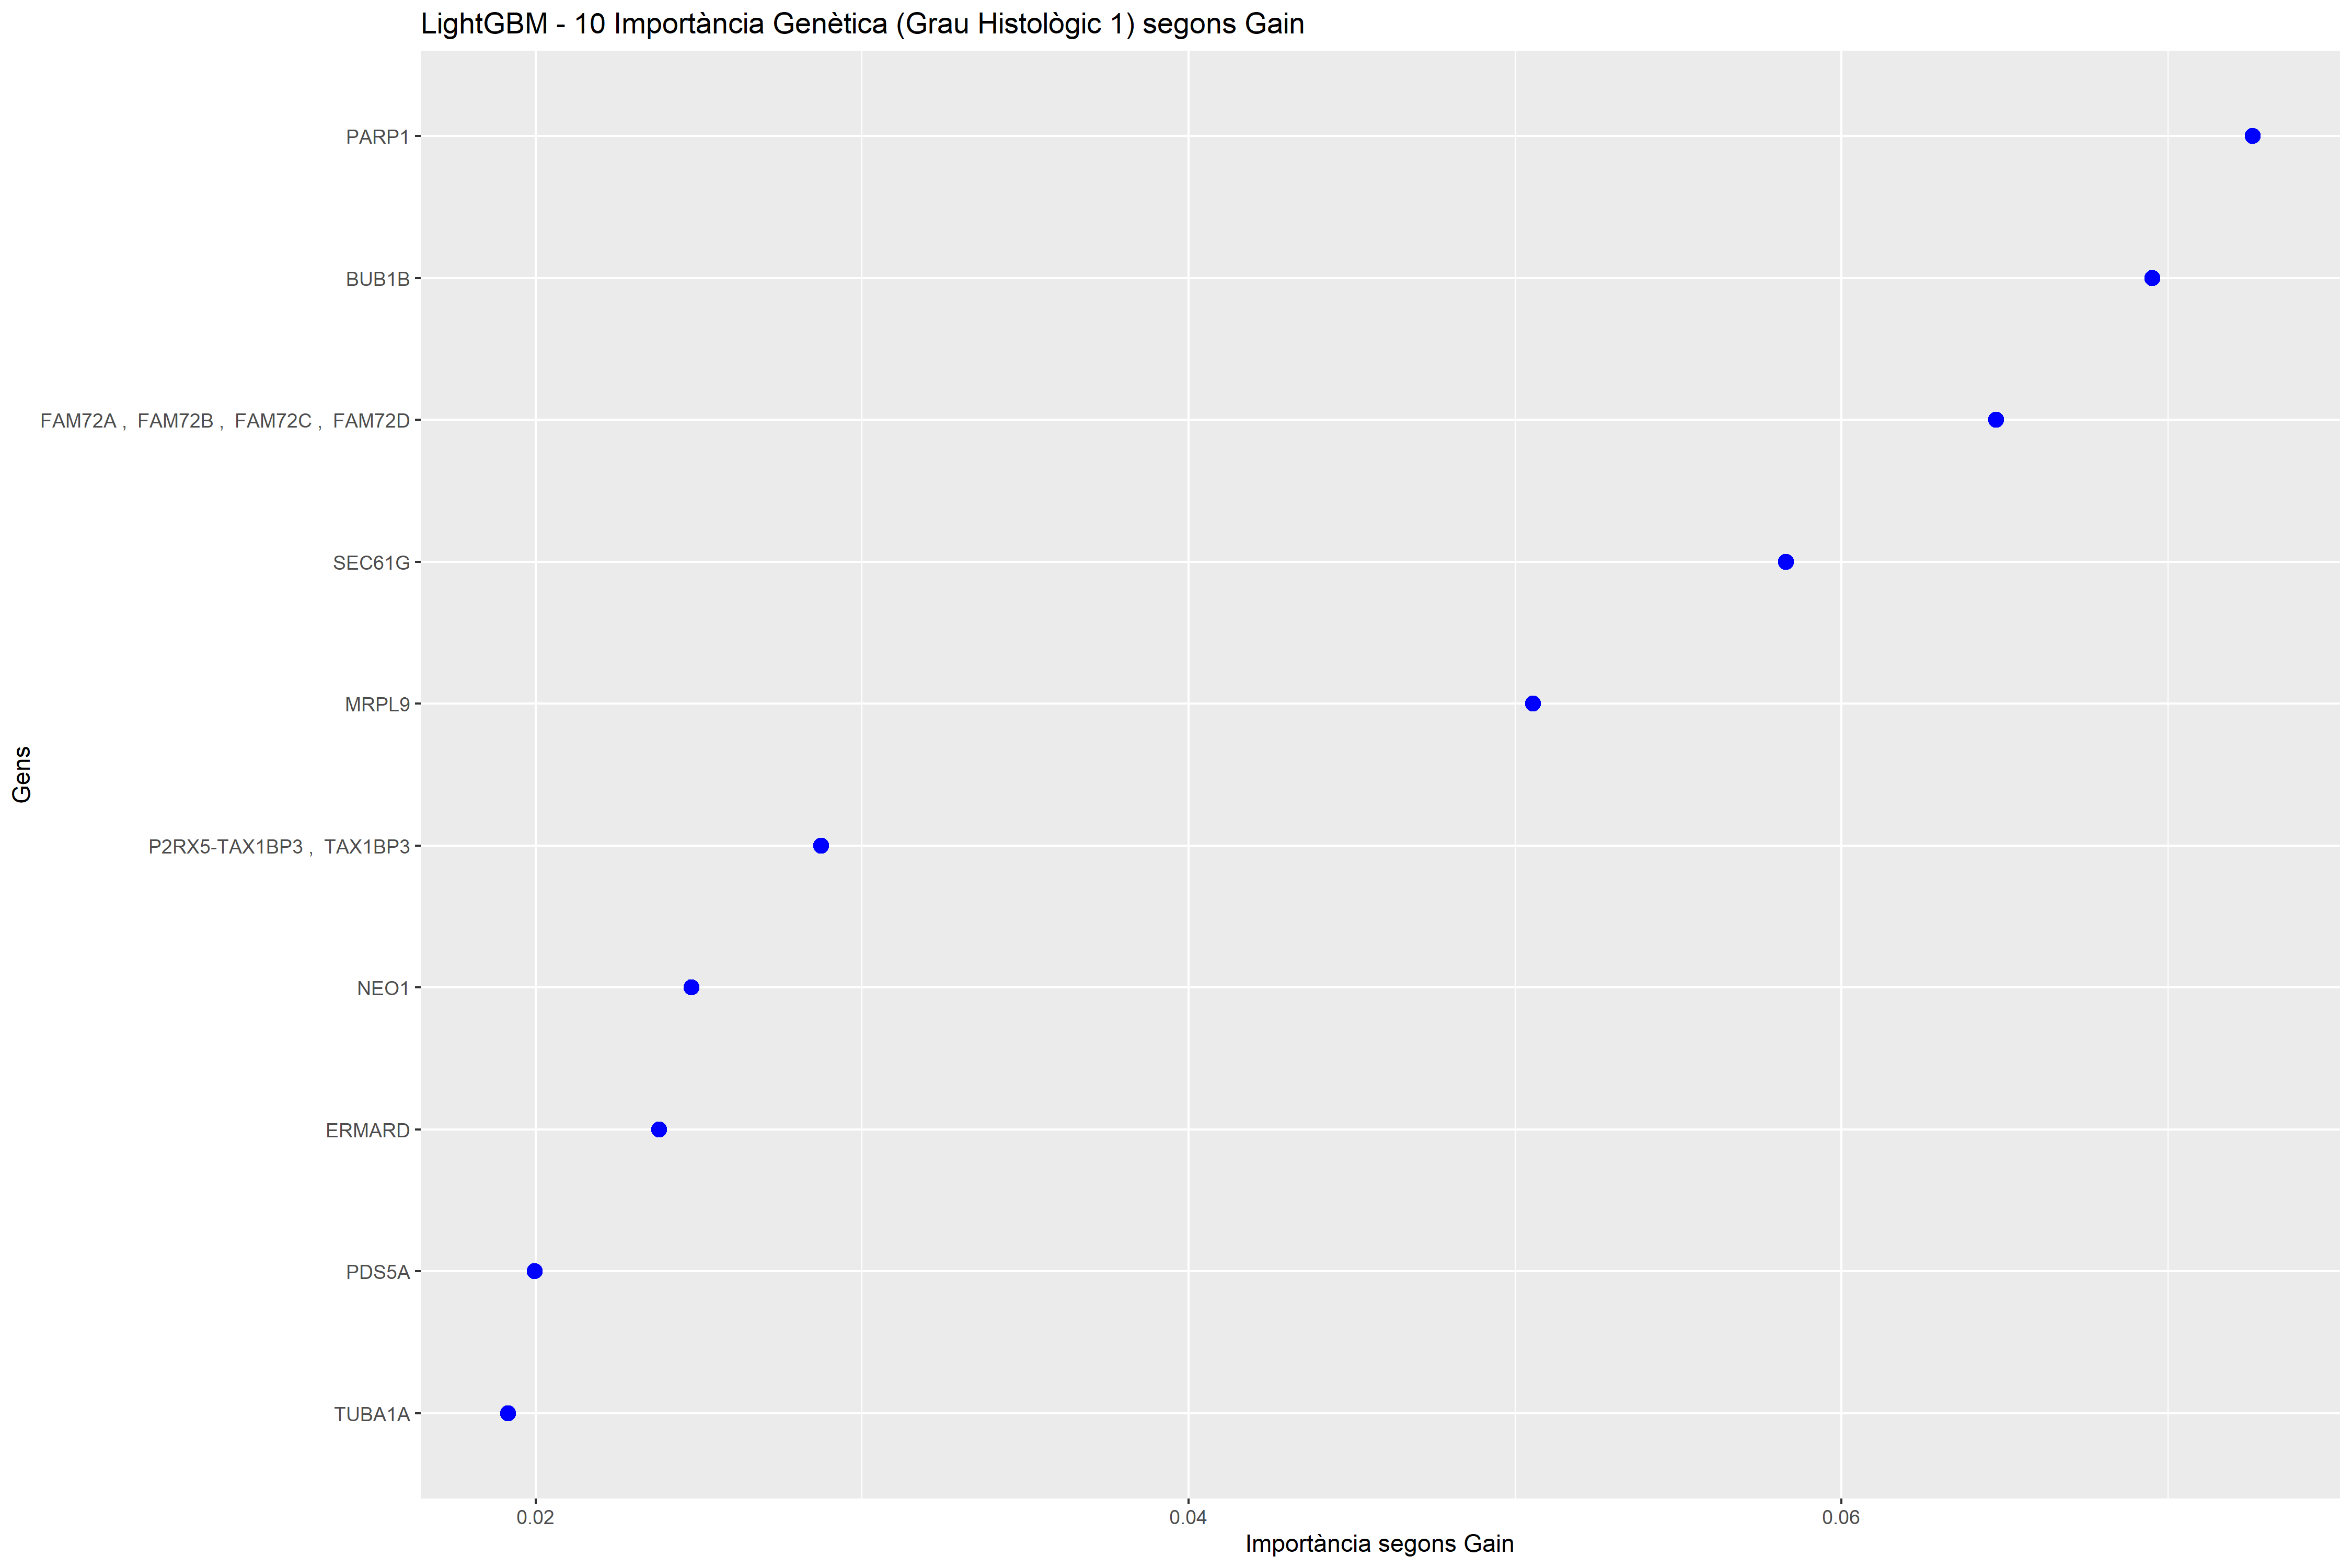 LightGBM - 10 Importància Genètica (Grau Histològic 1) segons Gain
PARP1
BUB1B
FAM72A ,  FAM72B ,  FAM72C ,  FAM72D
SEC61G
MRPL9
Gens
P2RX5-TAX1BP3 ,  TAX1BP3
NEO1
ERMARD
PDS5A
TUBA1A
0.02
0.04
0.06
Importància segons Gain